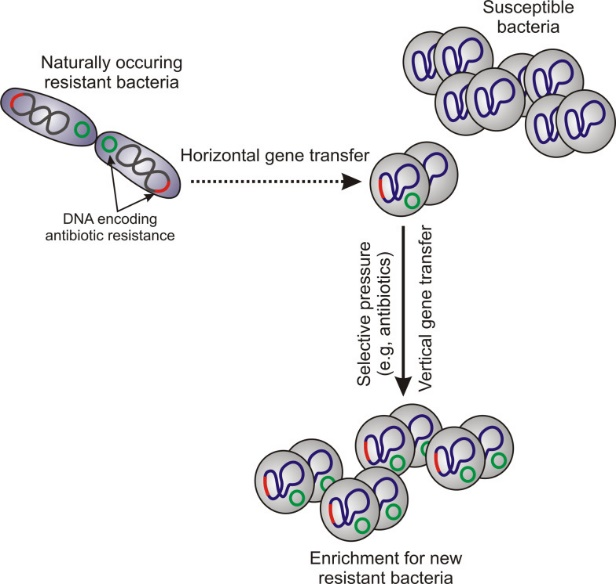 Susceptible
bacteria
Naturally occuring
resistant bacteria
Horizontal gene transfer
DNA encoding
antibiotic resistance
Selective pressure
(e.g, antibiotics)
Vertical gene transfer
Enrichment for new
resistant bacteria